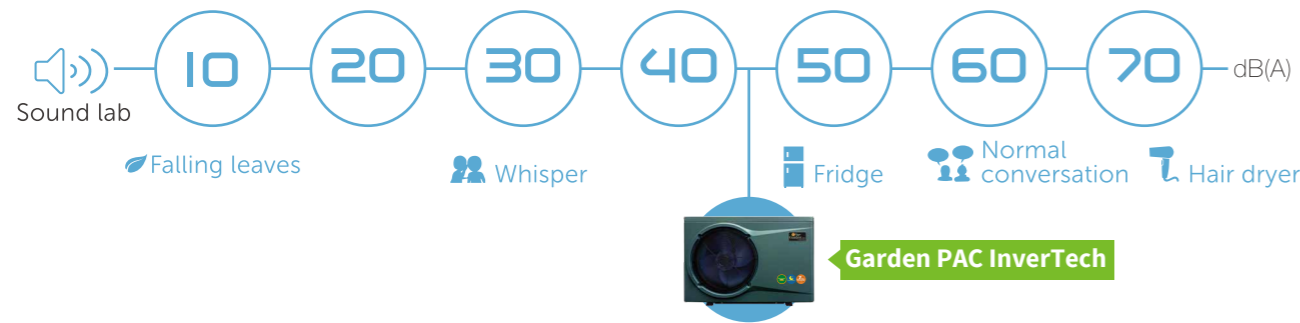 10 20 30 40 50 60 70 dB(A)
Sound lab
Falling leaves
Whisper
Fridge
Normal
conversation
Hair dryer
Garden PAC InverTech